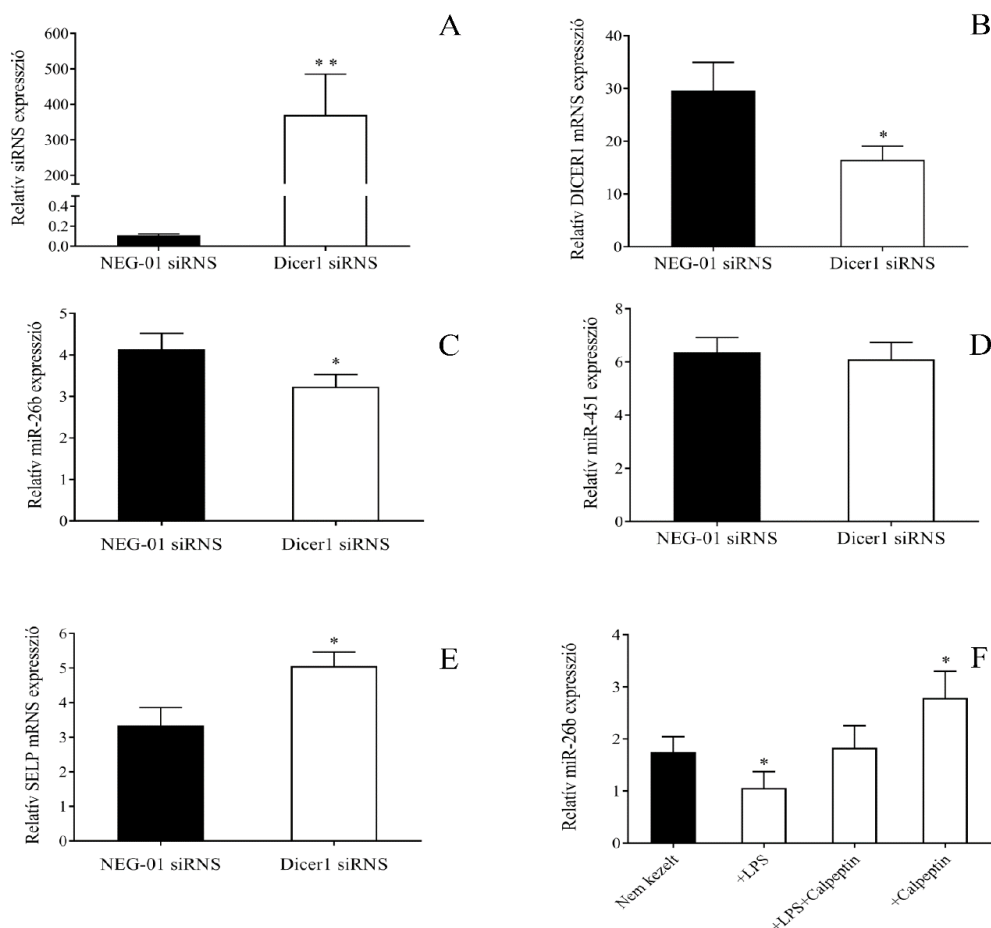 A
Relatív siRNS expresszió
600
500
400
300
200
0.4
0.2
0.0
**
NEG-01 siRNS
Dicer1 siRNS
B
Relatív DICER1 mRNS expresszió
40
30
20
10
0
*
NEG-01 siRNS
Dicer1 siRNS
C
Relatív miR-26b expresszió
5
4
3
2
1
0
*
NEG-01 siRNS
Dicer1 siRNS
D
Relatív miR-451 expresszió
8
6
4
2
0
NEG-01 siRNS
Dicer1 siRNS
E
Relatív SELP mRNS expresszió
6
5
4
3
2
1
0
*
NEG-01 siRNS
Dicer1 siRNS
F
Relatív miR-26b expresszió
4
3
2
1
0
*
*
Nem kezelt
+LPS
+LPS+Calpeptin
+Calpeptin